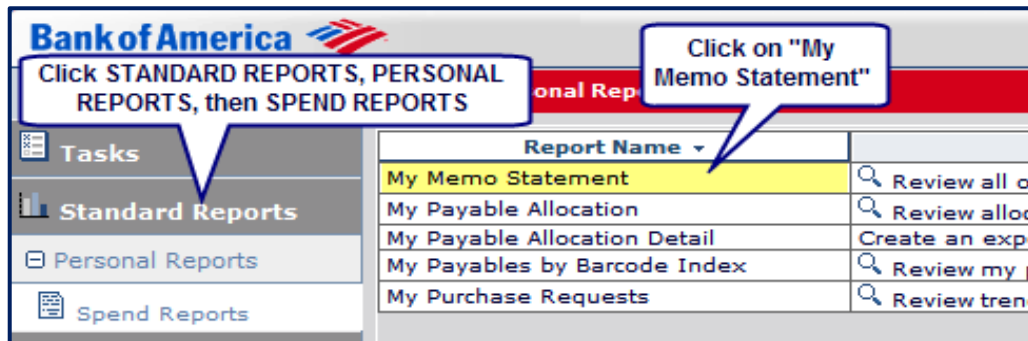 Bank of America
Click STANDARD REPORTS, PERSONAL
REPORTS, then SPEND REPORTS
Click on "My
Memo Statement"
onal Rep
Tasks
Standard Reports
Personal Reports
Spend Reports
Report Name
My Memo Statement
Review all o
My Payable Allocation
Review alloc
My Payable Allocation Detail
Create an exp
My Payables by Barcode Index
Review my p
My Purchase Requests
Review tren